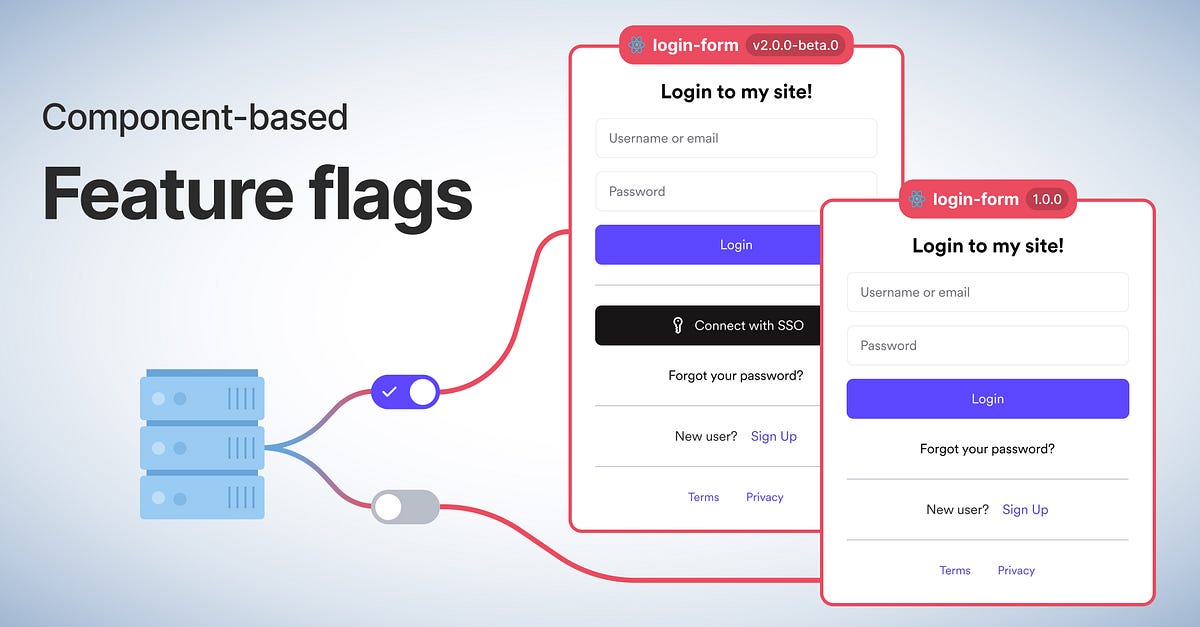 Component-based
Feature flags
login-form v2.0.0-beta.0
Login to my site!
Username or email
Password
Login
Connect with SSO
Forgot your password?
New user? Sign Up
Terms Privacy
login-form 1.0.0
Login to my site!
Username or email
Password
Login
Forgot your password?
New user? Sign Up
Terms Privacy